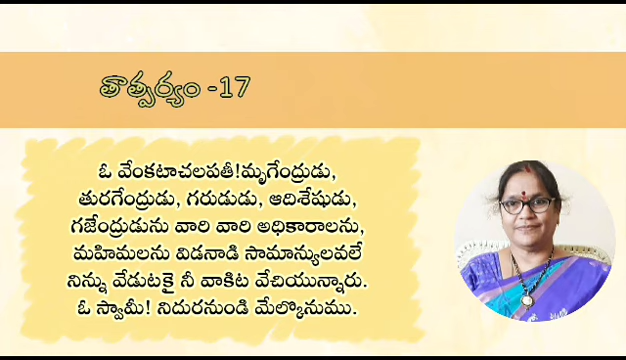 తాత్పర్యం -17
ఓ వేంకటాచలపతీ!మృగేంద్రుడు,
తురగేంద్రుడు, గరుడుడు, ఆదిశేషుడు,
గజేంద్రుడును వారి వారి అధికారాలను,
మహిమలను విడనాడి సామాన్యులవలే
నిన్ను వేడుటకై నీ వాకిట వేచియున్నారు.
ఓ స్వామీ! నిదురనుండి మేల్కొనుము.